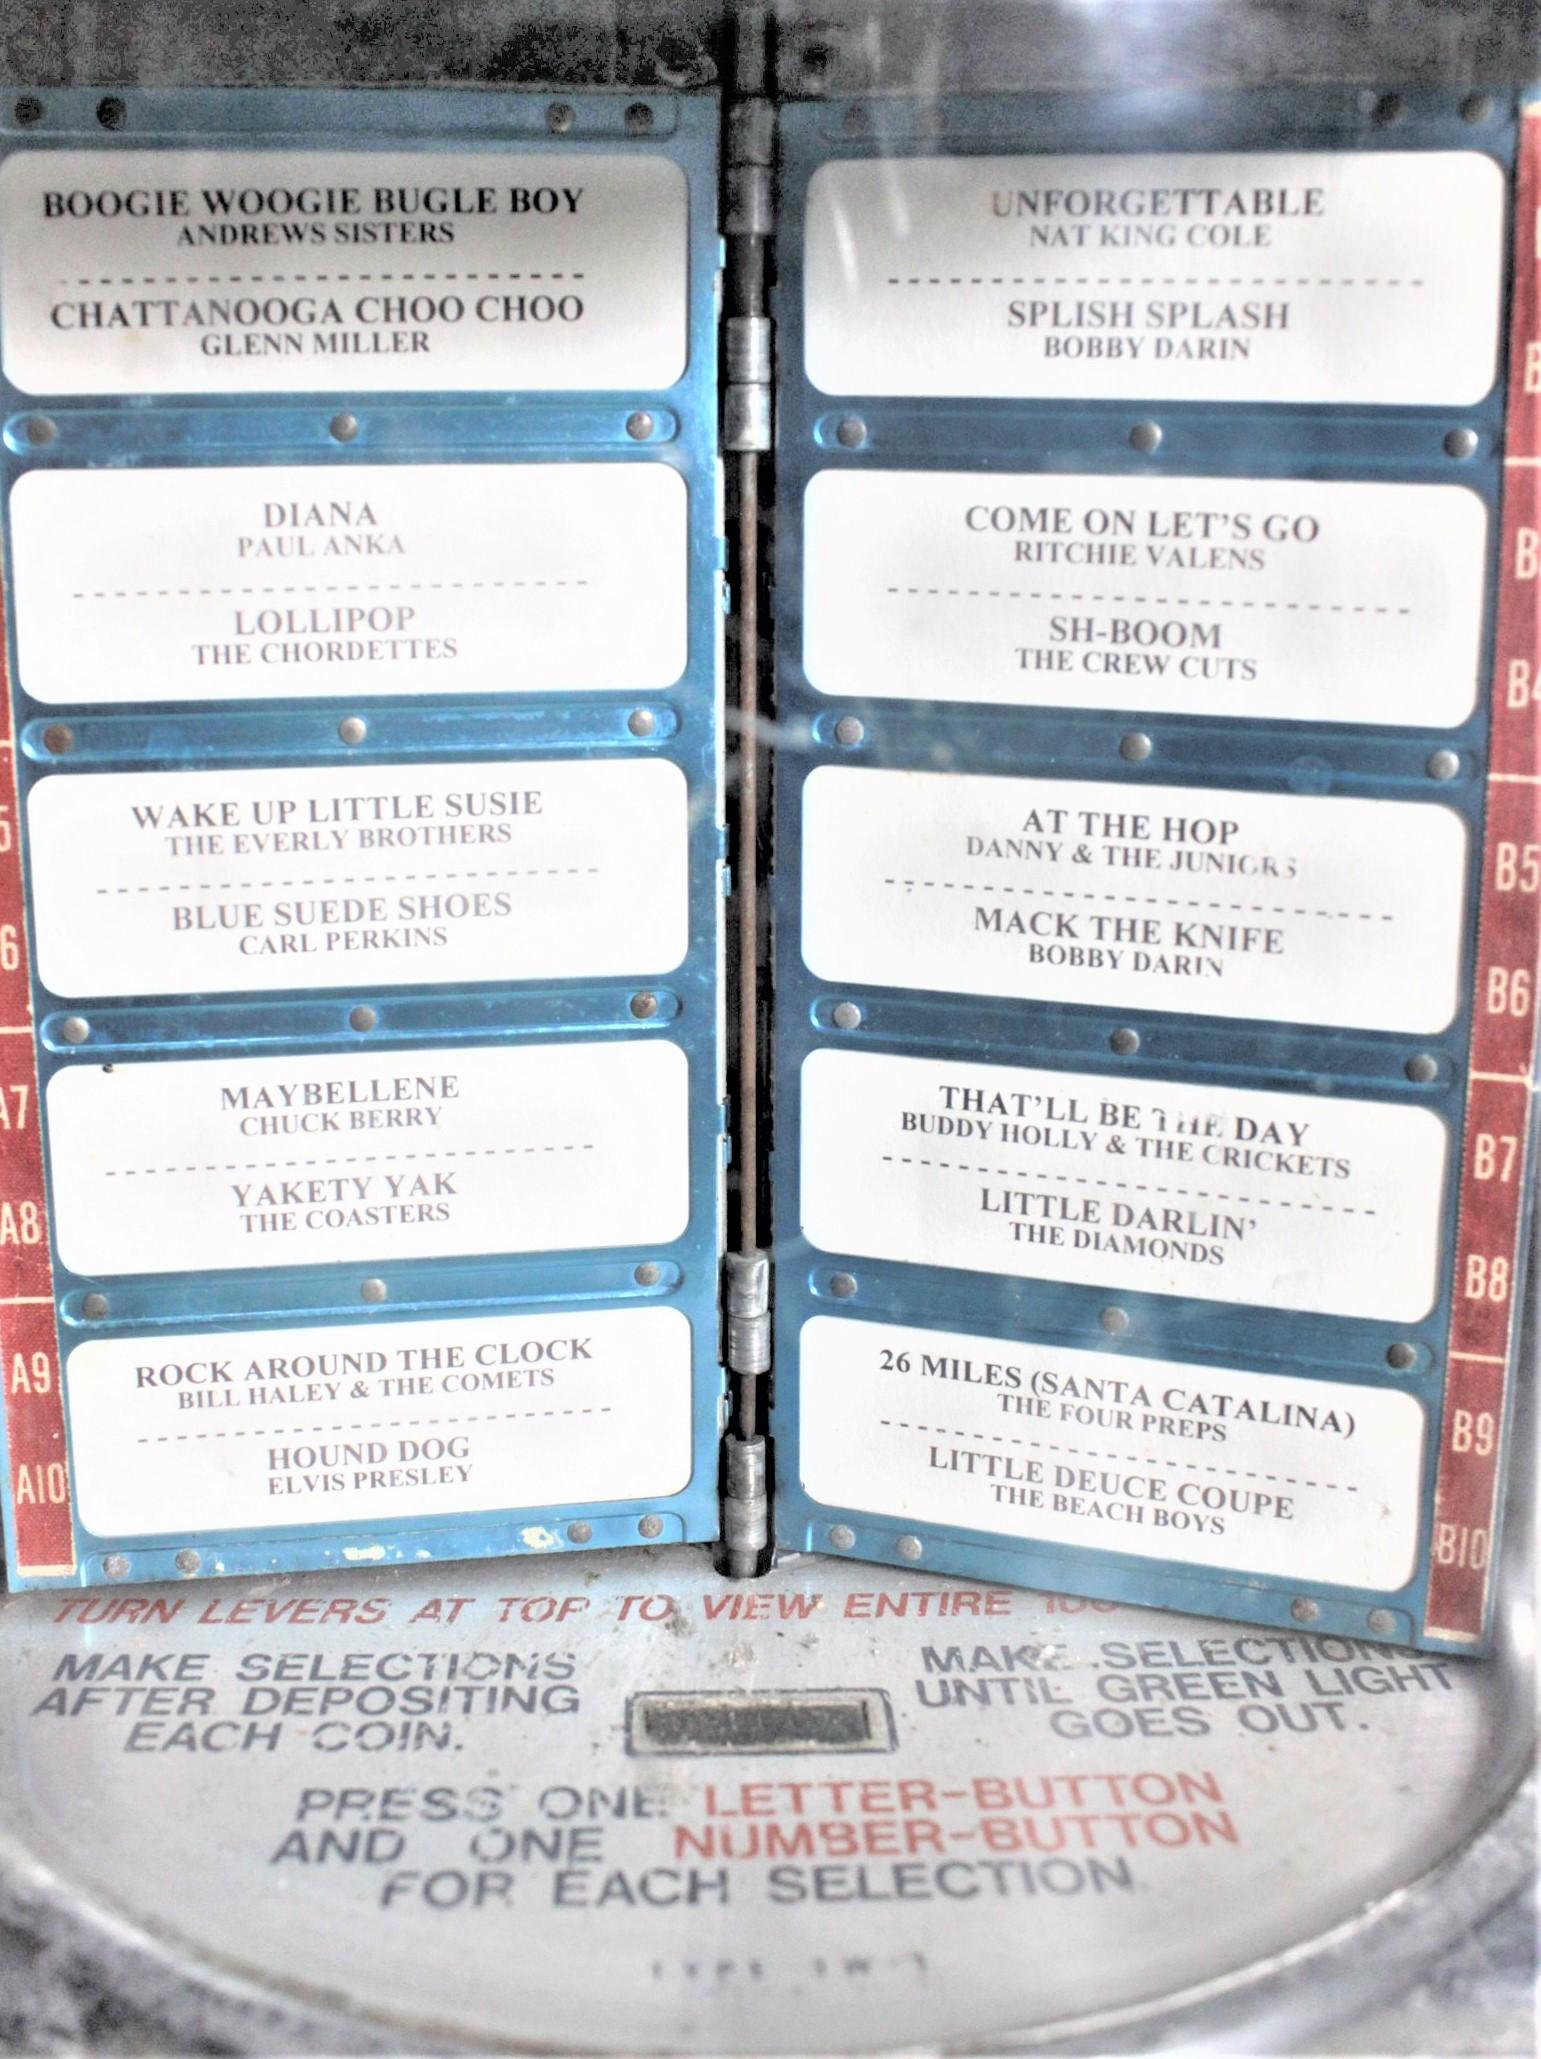 BOOGIE WOOGIE BUGLE BOY
ANDREWS SISTERS
CHATTANOOGA CHOO CHOO
GLENN MILLER
DIANA
PAUL ANKA
LOLLIPOP
THE CHORDETTES
5
WAKE UP LITTLE SUSIE
THE EVERLY BROTHERS
6
BLUE SUEDE SHOES
CARL PERKINS
A7
MAYBELLENE
CHUCK BERRY
A8
YAKETY YAK
THE COASTERS
A9
ROCK AROUND THE CLOCK
BILL HALEY & THE COMETS
A10
HOUND DOG
ELVIS PRESLEY
UNFORGETTABLE
NAT KING COLE
SPLISH SPLASH
BOBBY DARIN
B
COME ON LET'S GO
RITCHIE VALENS
B
SH-BOOM
THE CREW CUTS
B4
AT THE HOP
DANNY & THE JUNIORS
B5
MACK THE KNIFE
BOBBY DARIN
B6
THAT'LL BE THE DAY
BUDDY HOLLY & THE CRICKETS
B7
LITTLE DARLIN'
THE DIAMONDS
B8
26 MILES (SANTA CATALINA)
THE FOUR PREPS
B9
LITTLE DEUCE COUPE
THE BEACH BOYS
B10
TURN LEVERS AT TOP TO VIEW ENTIRE
MAKE SELECTIONS
AFTER DEPOSITING
EACH COIN.
MAKE SELECTIONS
UNTIL GREEN LIGHT
GOES OUT.
PRESS ONE LETTER-BUTTON
AND ONE NUMBER-BUTTON
FOR EACH SELECTION